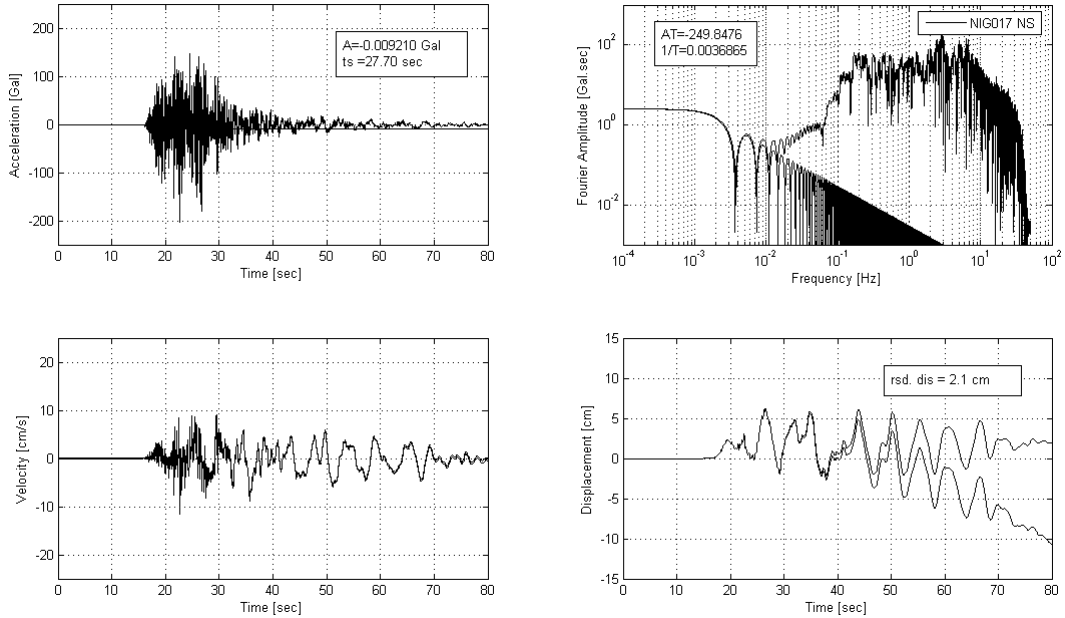 200
100
0
-100
-200
Acceleration [Gal]
A=-0.009210 Gal
ts =27.70 sec
0 10 20 30 40 50 60 70 80
Time [sec]
10^2
10^0
10^-2
Fourier Amplitude [Gal.sec]
AT=-249.8476
1/T=0.0036865
NIG017 NS
10^-4 10^-3 10^-2 10^-1 10^0 10^1 10^2
Frequency [Hz]
20
10
0
-10
-20
Velocity [cm/s]
0 10 20 30 40 50 60 70 80
Time [sec]
15
10
5
0
-5
-10
-15
Displacement [cm]
rsd. dis = 2.1 cm
0 10 20 30 40 50 60 70 80
Time [sec]